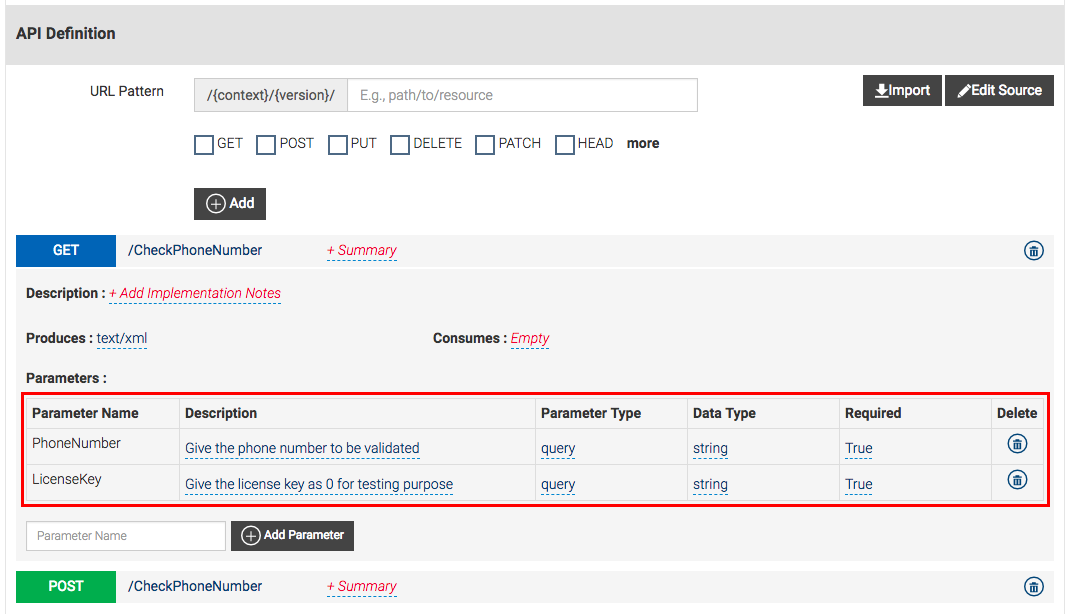 API Definition
URL Pattern /{context}/{version}/ E.g., path/to/resource Import Edit Source
GET POST PUT DELETE PATCH HEAD more
Add
GET /CheckPhoneNumber + Summary
Description : + Add Implementation Notes
Produces : text/xml Consumes : Empty
Parameters :
Parameter Name Description Parameter Type Data Type Required Delete
PhoneNumber Give the phone number to be validated query string True
LicenseKey Give the license key as 0 for testing purpose query string True
Parameter Name Add Parameter
POST /CheckPhoneNumber + Summary